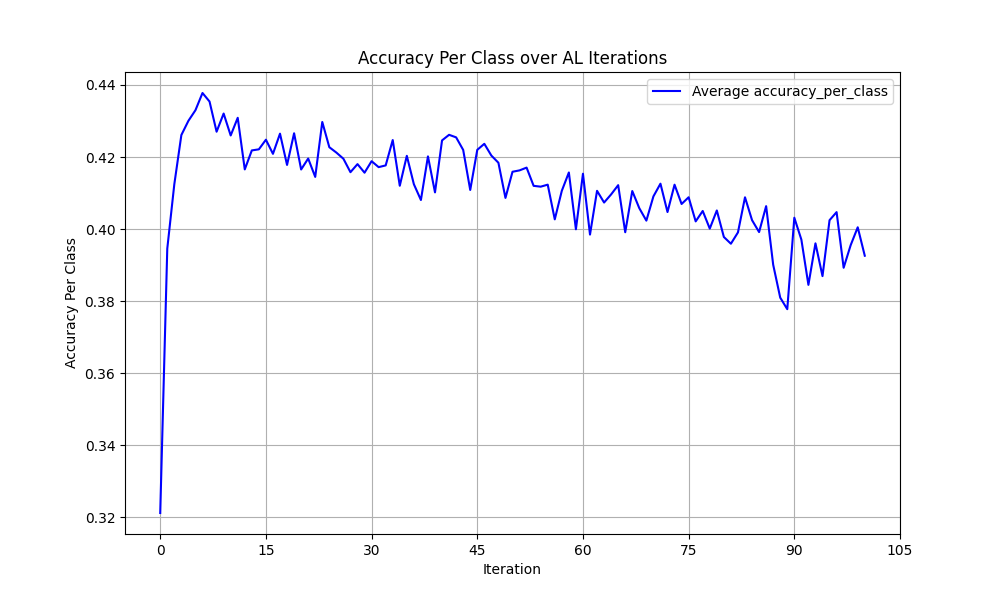 Accuracy Per Class over AL Iterations
Average accuracy_per_class
Accuracy Per Class
0.44
0.42
0.40
0.38
0.36
0.34
0.32
0 15 30 45 60 75 90 105
Iteration